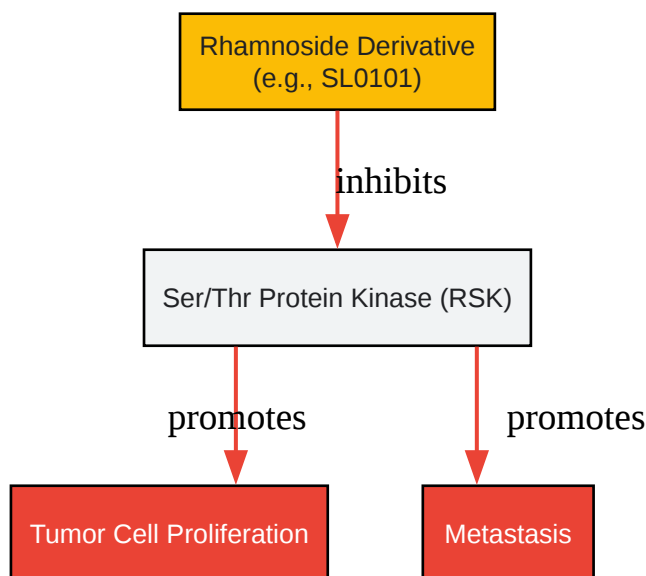 Rhamnoside Derivative
(e.g., SL0101)
inhibits
Ser/Thr Protein Kinase (RSK)
promotes
promotes
Tumor Cell Proliferation
Metastasis